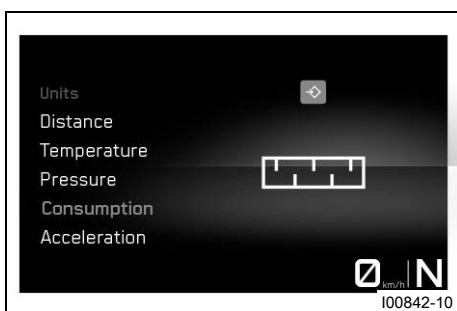 Units
Distance
Temperature
Pressure
Consumption
Acceleration
0 km/h N
I00842-10